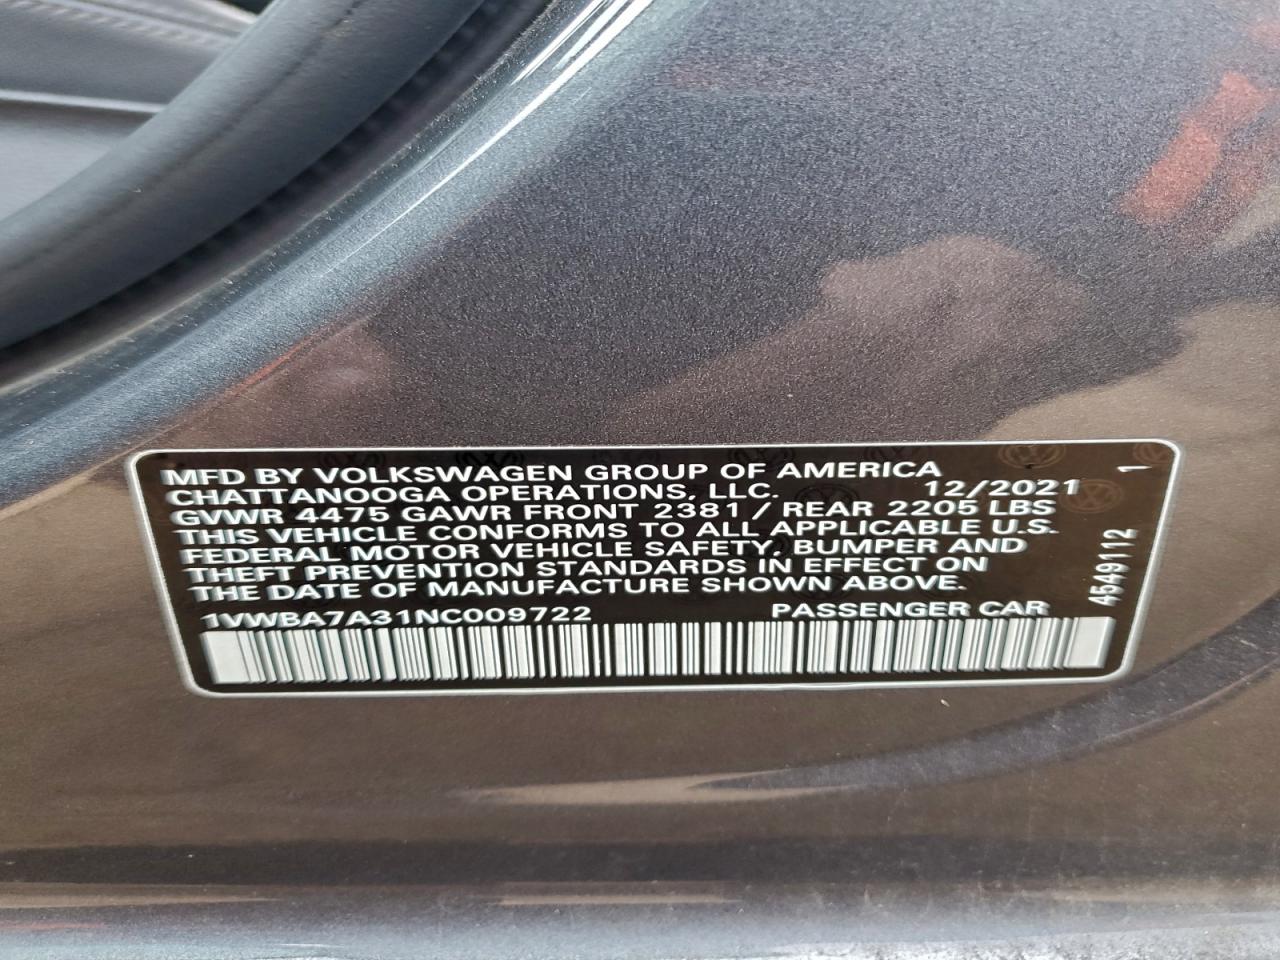 MFD BY VOLKSWAGEN GROUP OF AMERICA
CHATTANOOGA OPERATIONS, LLC. 12/2021
GVWR 4475 GAWR FRONT 2381 / REAR 2205 LBS
THIS VEHICLE CONFORMS TO ALL APPLICABLE U.S.
FEDERAL MOTOR VEHICLE SAFETY, BUMPER AND
THEFT PREVENTION STANDARDS IN EFFECT ON
THE DATE OF MANUFACTURE SHOWN ABOVE.
1VWBA7A31NC009722 PASSENGER CAR
4549112 1